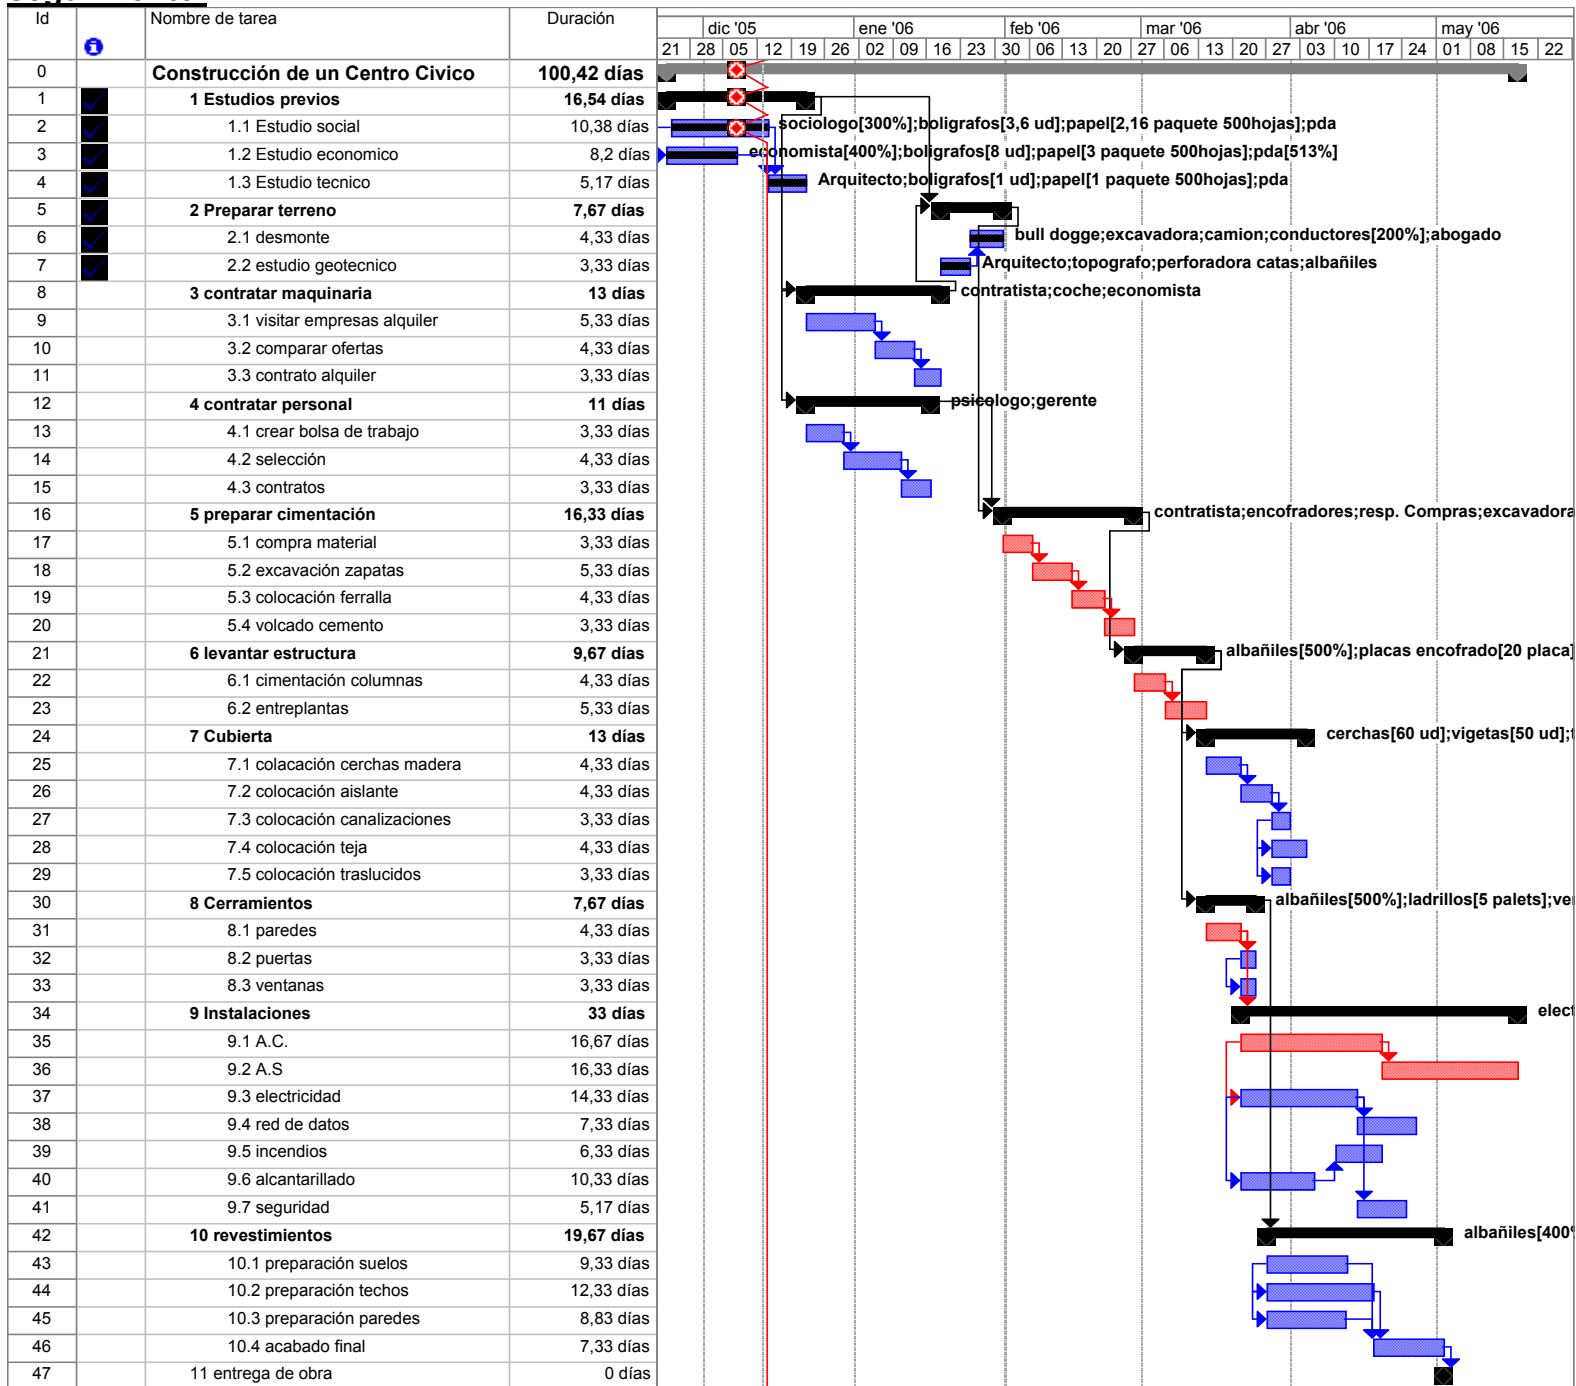 Id Nombre de tarea Duración
dic '05 ene '06 feb '06 mar '06 abr '06 may '06
21 28 05 12 19 26 02 09 16 23 30 06 13 20 27 06 13 20 27 03 10 17 24 01 08 15 22
0 Construcción de un Centro Civico 100,42 días
1 1 Estudios previos 16,54 días
2 1.1 Estudio social 10,38 días sociologo[300%];boligrafos[3,6 ud];papel[2,16 paquete 500hojas];pda
3 1.2 Estudio economico 8,2 días economista[400%];boligrafos[8 ud];papel[3 paquete 500hojas];pda[513%]
4 1.3 Estudio tecnico 5,17 días Arquitecto;boligrafos[1 ud];papel[1 paquete 500hojas];pda
5 2 Preparar terreno 7,67 días
6 2.1 desmonte 4,33 días bull dogge;excavadora;camion;conductores[200%];abogado
7 2.2 estudio geotecnico 3,33 días Arquitecto;topografo;perforadora catas;albañiles
8 3 contratar maquinaria 13 días contratista;coche;economista
9 3.1 visitar empresas alquiler 5,33 días
10 3.2 comparar ofertas 4,33 días
11 3.3 contrato alquiler 3,33 días
12 4 contratar personal 11 días psicologo;gerente
13 4.1 crear bolsa de trabajo 3,33 días
14 4.2 selección 4,33 días
15 4.3 contratos 3,33 días
16 5 preparar cimentación 16,33 días contratista;encofradores;resp. Compras;excavadora
17 5.1 compra material 3,33 días
18 5.2 excavación zapatas 5,33 días
19 5.3 colocación ferralla 4,33 días
20 5.4 volcado cemento 3,33 días
21 6 levantar estructura 9,67 días albañiles[500%];placas encofrado[20 placa]
22 6.1 cimentación columnas 4,33 días
23 6.2 entreplantas 5,33 días
24 7 Cubierta 13 días cerchas[60 ud];vigetas[50 ud];
25 7.1 colacación cerchas madera 4,33 días
26 7.2 colocación aislante 4,33 días
27 7.3 colocación canalizaciones 3,33 días
28 7.4 colocación teja 4,33 días
29 7.5 colocación traslucidos 3,33 días
30 8 Cerramientos 7,67 días albañiles[500%];ladrillos[5 palets];ve
31 8.1 paredes 4,33 días
32 8.2 puertas 3,33 días
33 8.3 ventanas 3,33 días
34 9 Instalaciones 33 días elect
35 9.1 A.C. 16,67 días
36 9.2 A.S 16,33 días
37 9.3 electricidad 14,33 días
38 9.4 red de datos 7,33 días
39 9.5 incendios 6,33 días
40 9.6 alcantarillado 10,33 días
41 9.7 seguridad 5,17 días
42 10 revestimientos 19,67 días albañiles[400%
43 10.1 preparación suelos 9,33 días
44 10.2 preparación techos 12,33 días
45 10.3 preparación paredes 8,83 días
46 10.4 acabado final 7,33 días
47 11 entrega de obra 0 días